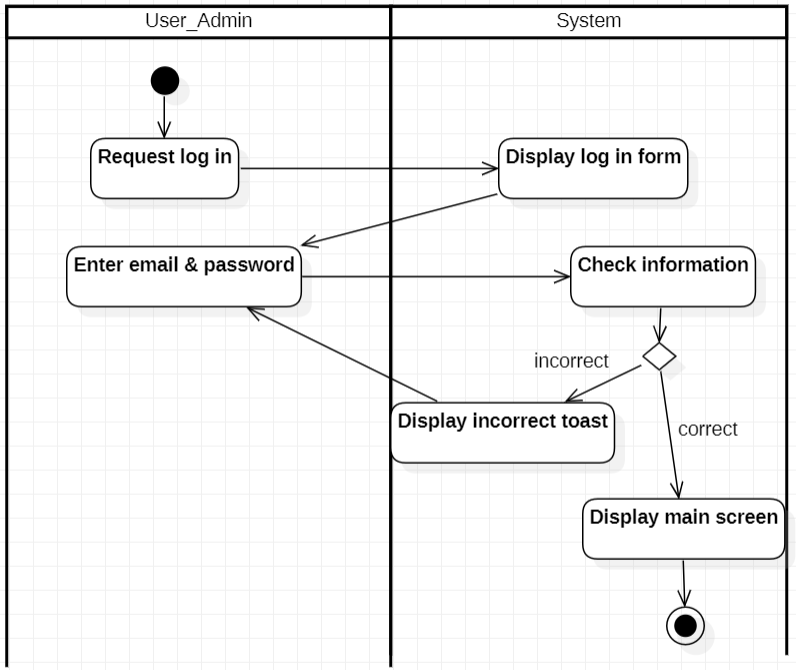 User_Admin
System
Request log in
Display log in form
Enter email & password
Check information
incorrect
Display incorrect toast
correct
Display main screen